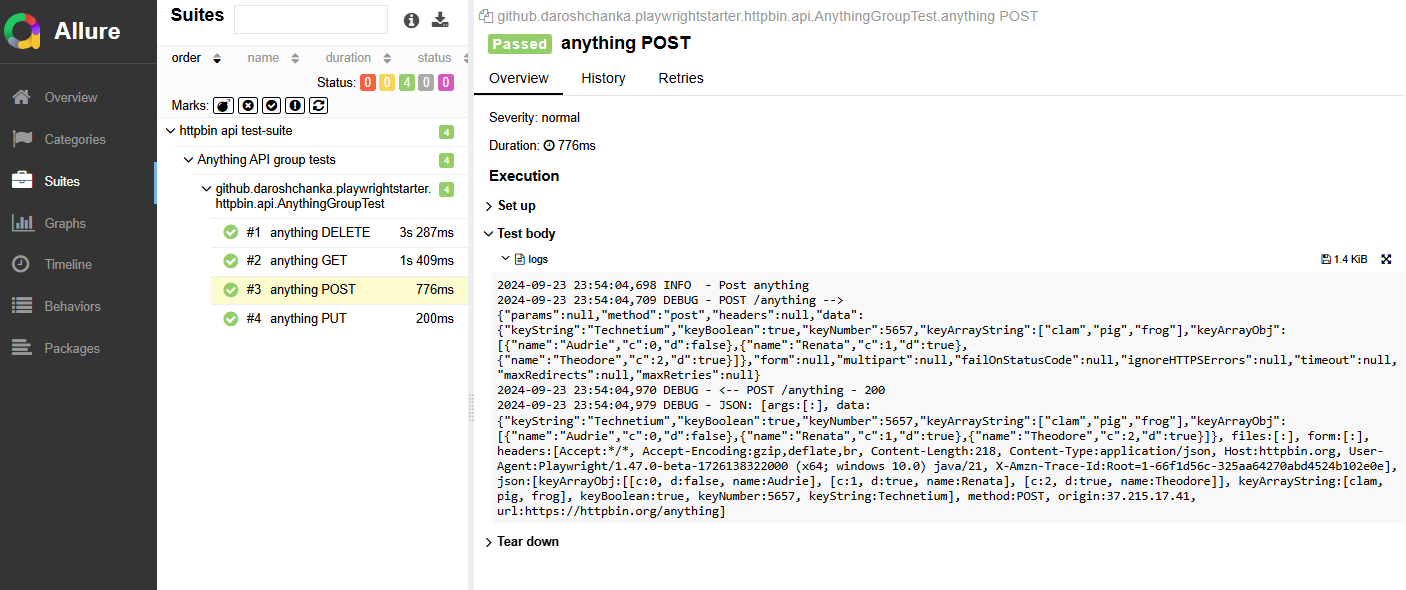 Allure
Overview
Categories
Suites
Graphs
Timeline
Behaviors
Packages
Suites
order name duration status
Status: 0 0 4 0 0
Marks:
httpbin api test-suite 4
Anything API group tests 4
github.daroshchanka.playwrightstarter. 4
httpbin.api.AnythingGroupTest
#1 anything DELETE 3s 287ms
#2 anything GET 1s 409ms
#3 anything POST 776ms
#4 anything PUT 200ms
github.daroshchanka.playwrightstarter.httpbin.api.AnythingGroupTest.anything POST
Passed anything POST
Overview History Retries
Severity: normal
Duration: 776ms
Execution
Set up
Test body
logs 1.4 KiB
2024-09-23 23:54:04,698 INFO  - Post anything
2024-09-23 23:54:04,709 DEBUG - POST /anything -->
{"params":null,"method":"post","headers":null,"data":
{"keyString":"Technetium","keyBoolean":true,"keyNumber":5657,"keyArrayString":["clam","pig","frog"],"keyArrayObj":
[{"name":"Audrie","c":0,"d":false},{"name":"Renata","c":1,"d":true},
{"name":"Theodore","c":2,"d":true}]},"form":null,"multipart":null,"failOnStatusCode":null,"ignoreHTTPSErrors":null,"timeout":null,
"maxRedirects":null,"maxRetries":null}
2024-09-23 23:54:04,970 DEBUG - <-- POST /anything - 200
2024-09-23 23:54:04,979 DEBUG - JSON: [args:[:], data:
{"keyString":"Technetium","keyBoolean":true,"keyNumber":5657,"keyArrayString":["clam","pig","frog"],"keyArrayObj":
[{"name":"Audrie","c":0,"d":false},{"name":"Renata","c":1,"d":true},{"name":"Theodore","c":2,"d":true}]}, files:[:], form:[:],
headers:[Accept:*/*, Accept-Encoding:gzip,deflate,br, Content-Length:218, Content-Type:application/json, Host:httpbin.org, User-
Agent:Playwright/1.47.0-beta-1726138322000 (x64; windows 10.0) java/21, X-Amzn-Trace-Id:Root=1-66f1d56c-325aa64270abd4524b102e0e],
json:[keyArrayObj:[[c:0, d:false, name:Audrie], [c:1, d:true, name:Renata], [c:2, d:true, name:Theodore]], keyArrayString:[clam,
pig, frog], keyBoolean:true, keyNumber:5657, keyString:Technetium], method:POST, origin:37.215.17.41,
url:https://httpbin.org/anything]
Tear down